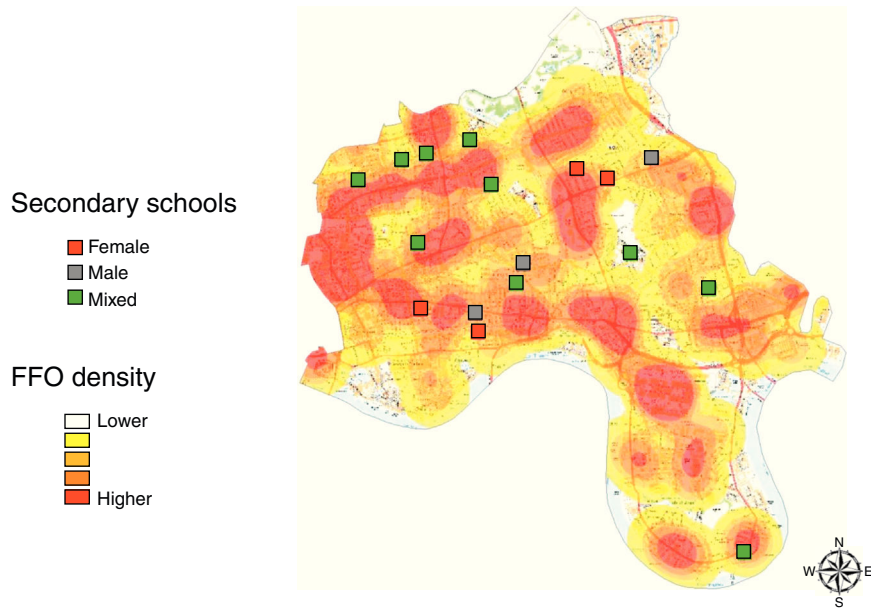 Secondary schools
Female
Male
Mixed
FFO density
Lower
Higher
N
W E
S